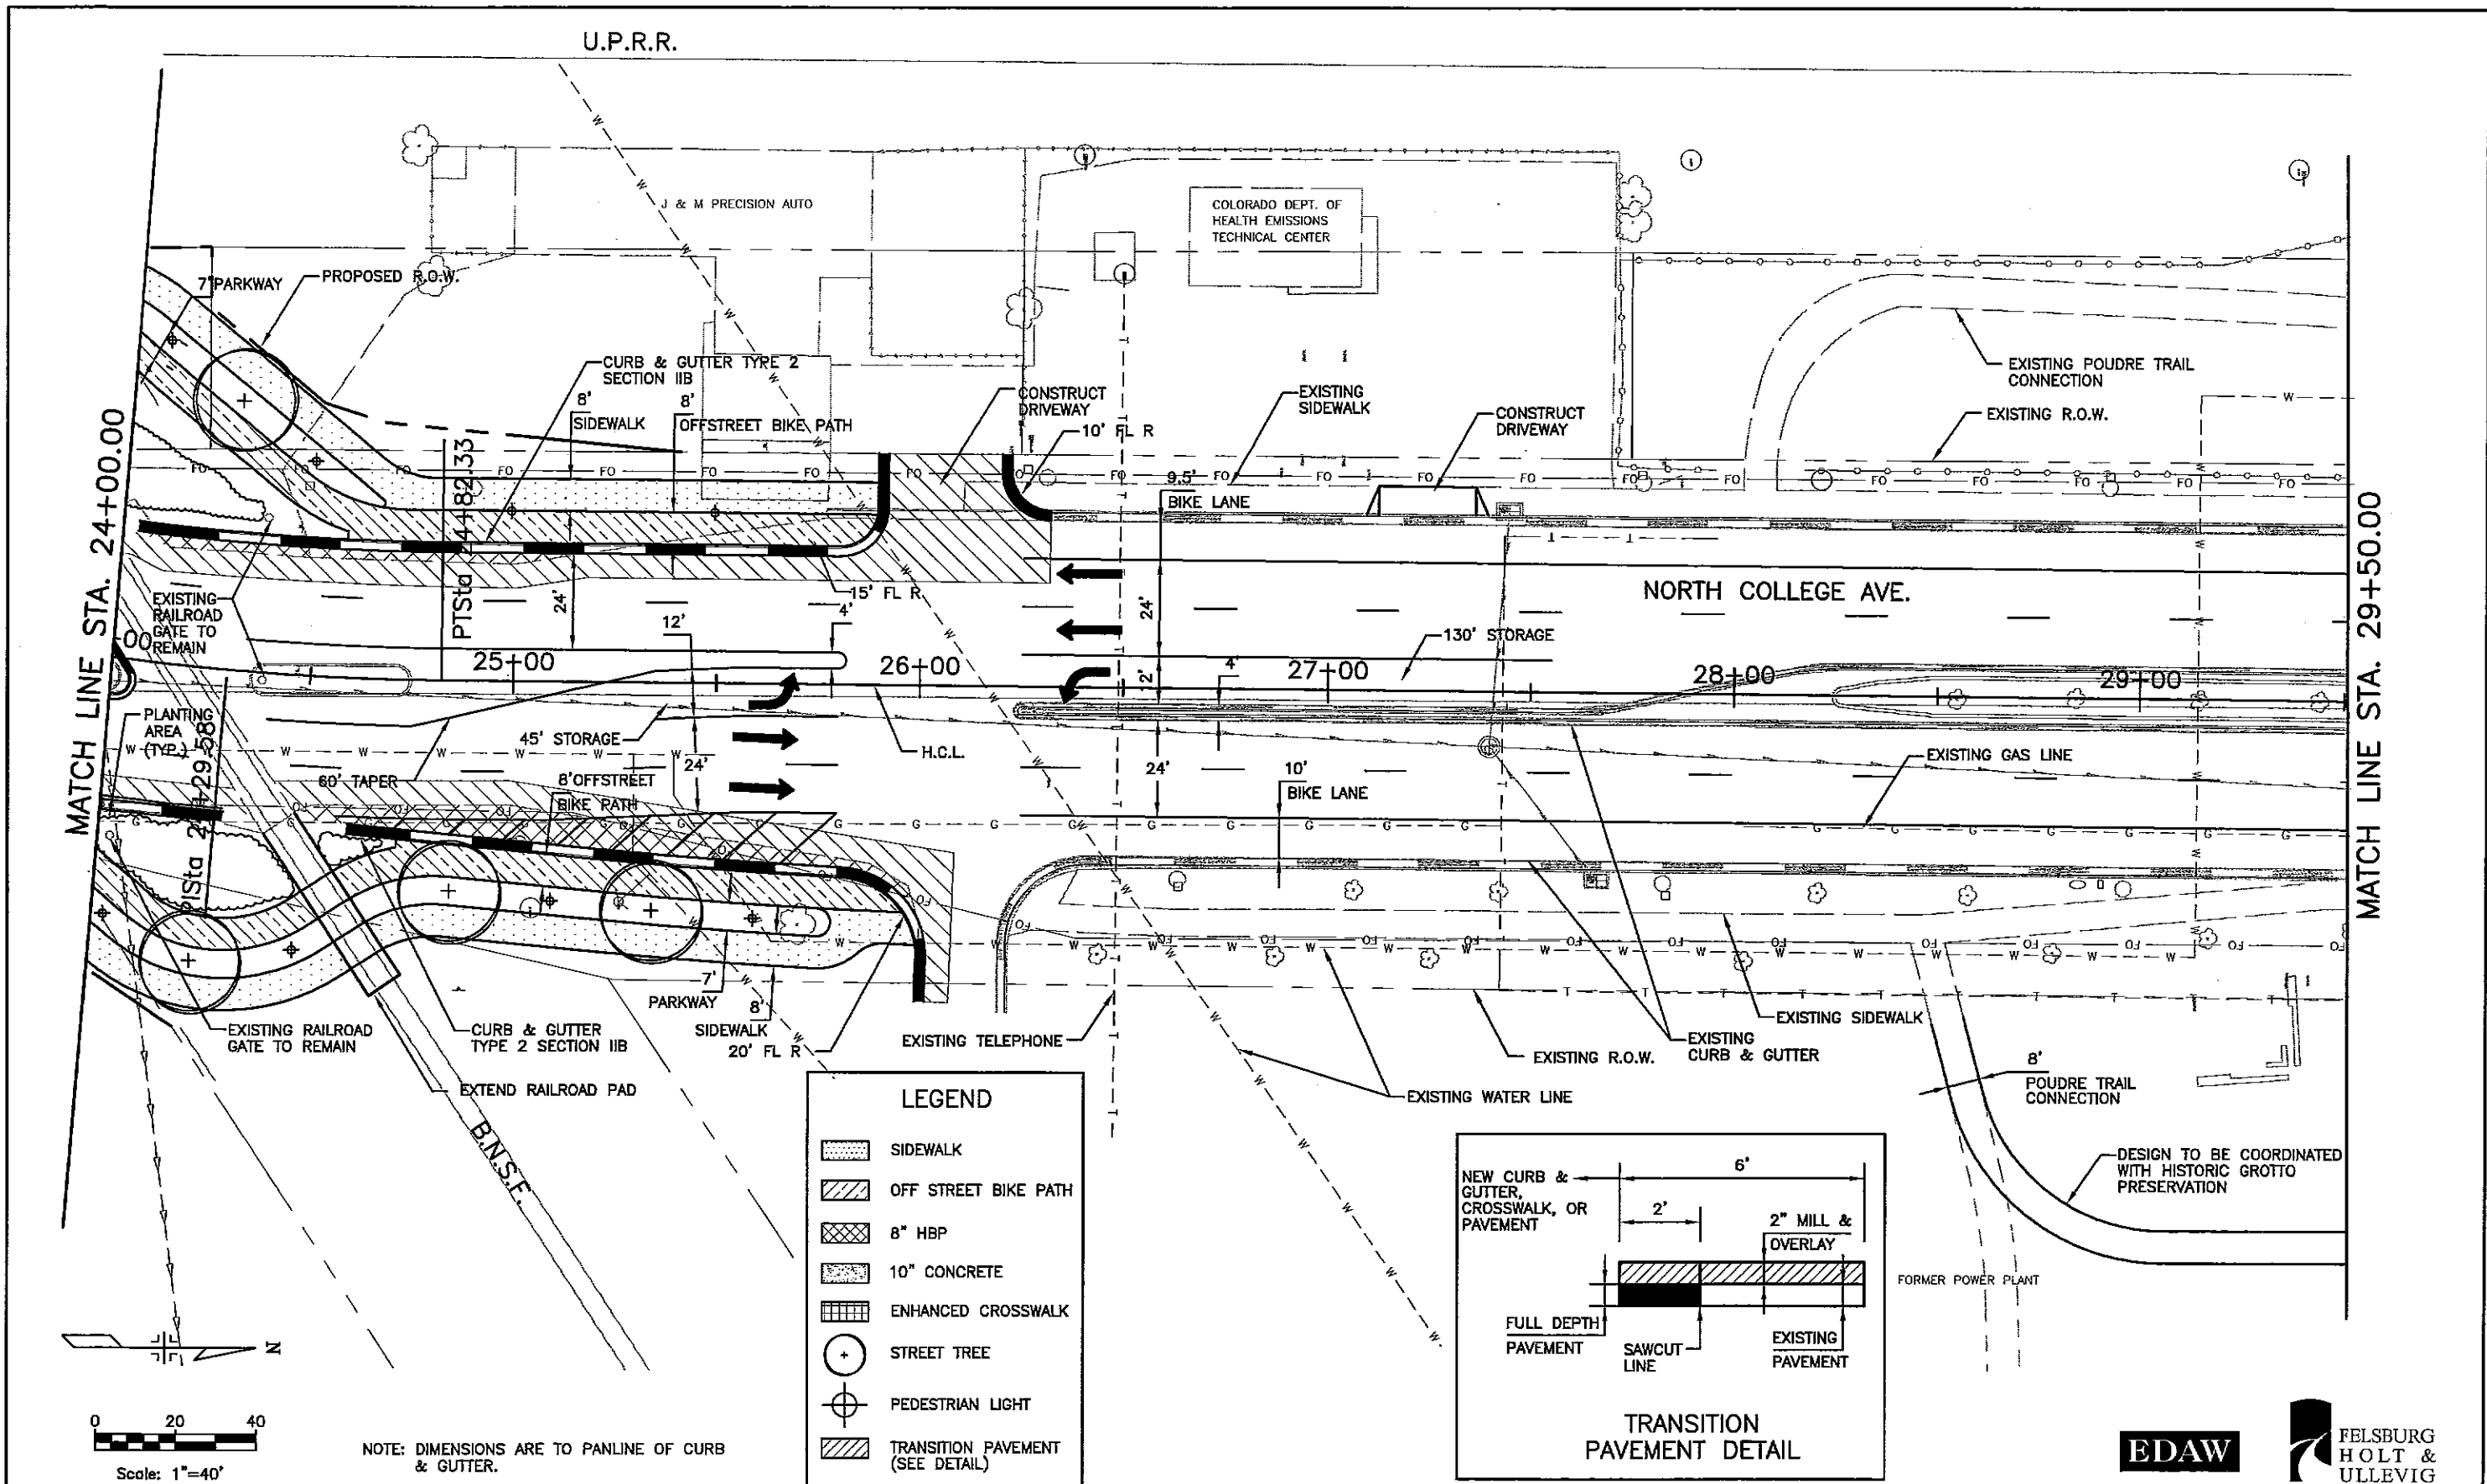 U.P.R.R.
J & M PRECISION AUTO
COLORADO DEPT. OF
HEALTH EMISSIONS
TECHNICAL CENTER
7' PARKWAY
PROPOSED R.O.W.
CURB & GUTTER TYPE 2
SECTION IIB
8'
SIDEWALK
8'
OFFSTREET BIKE PATH
CONSTRUCT
DRIVEWAY
10' FL R
EXISTING
SIDEWALK
CONSTRUCT
DRIVEWAY
EXISTING POUDRE TRAIL
CONNECTION
EXISTING R.O.W.
9.5'
BIKE LANE
MATCH LINE STA. 24+00.00
PTSta 24+82.33
EXISTING
RAILROAD
GATE TO
REMAIN
24'
15' FL R
12'
4'
24'
12'
4'
NORTH COLLEGE AVE.
130' STORAGE
25+00
26+00
27+00
28+00
29+00
MATCH LINE STA. 29+50.00
PLANTING
AREA
(TYP.)
45' STORAGE
H.C.L.
60' TAPER
8' OFFSTREET
BIKE PATH
24'
24'
10'
BIKE LANE
EXISTING GAS LINE
7'
PARKWAY
8'
SIDEWALK
20' FL R
EXISTING RAILROAD
GATE TO REMAIN
CURB & GUTTER
TYPE 2 SECTION IIB
EXTEND RAILROAD PAD
B.N.S.F.
EXISTING TELEPHONE
EXISTING WATER LINE
EXISTING R.O.W.
EXISTING
CURB & GUTTER
EXISTING SIDEWALK
8'
POUDRE TRAIL
CONNECTION
DESIGN TO BE COORDINATED
WITH HISTORIC GROTTO
PRESERVATION
FORMER POWER PLANT
LEGEND
SIDEWALK
OFF STREET BIKE PATH
8" HBP
10" CONCRETE
ENHANCED CROSSWALK
STREET TREE
PEDESTRIAN LIGHT
TRANSITION PAVEMENT
(SEE DETAIL)
NEW CURB &
GUTTER,
CROSSWALK, OR
PAVEMENT
6'
2'
2" MILL &
OVERLAY
FULL DEPTH
PAVEMENT
SAWCUT
LINE
EXISTING
PAVEMENT
TRANSITION
PAVEMENT DETAIL
N
0 20 40
Scale: 1"=40'
NOTE: DIMENSIONS ARE TO PANLINE OF CURB
& GUTTER.
EDAW
FELSBURG
HOLT &
ULLEVIG